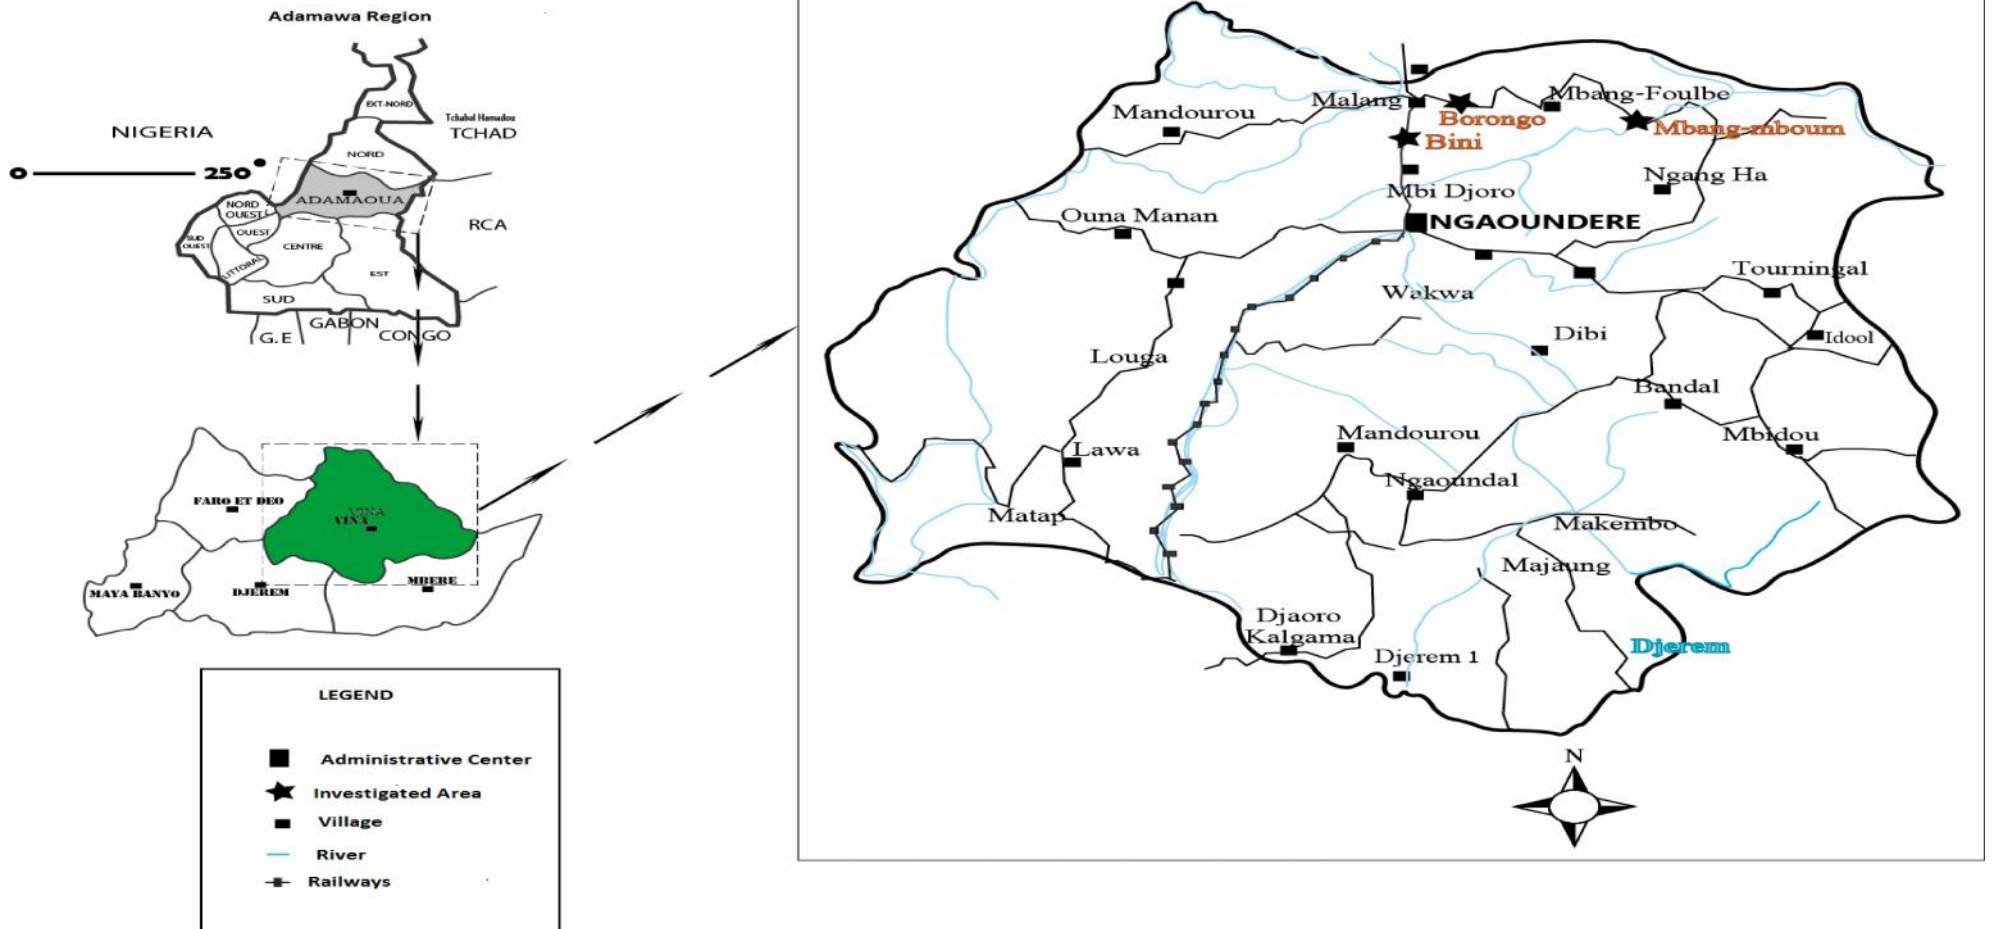 Adamawa Region
EXT-NORD
Tchabal Hamadou
TCHAD
NIGERIA
NORD
0
250
ADAMAOUA
NORD
OUEST
OUEST
SUD
OUEST
LITTORAL
CENTRE
RCA
EST
SUD
GABON
G.E
CONGO
FARO ET DEO
VINA
VINA
MAYA BANYO
DJEREM
MBERE
LEGEND
Administrative Center
Investigated Area
Village
River
Railways
Mandourou
Malang
Mbang-Foulbe
Borongo
Bini
Mbang-mboum
Mbi Djoro
Ngang Ha
Ouna Manan
NGAOUNDERE
Wakwa
Tourningal
Dibi
Idool
Louga
Bandal
Mandourou
Mbidou
Lawa
Ngaoundal
Matap
Makembo
Majaung
Djaoro
Kalgama
Djerem 1
Djerem
N